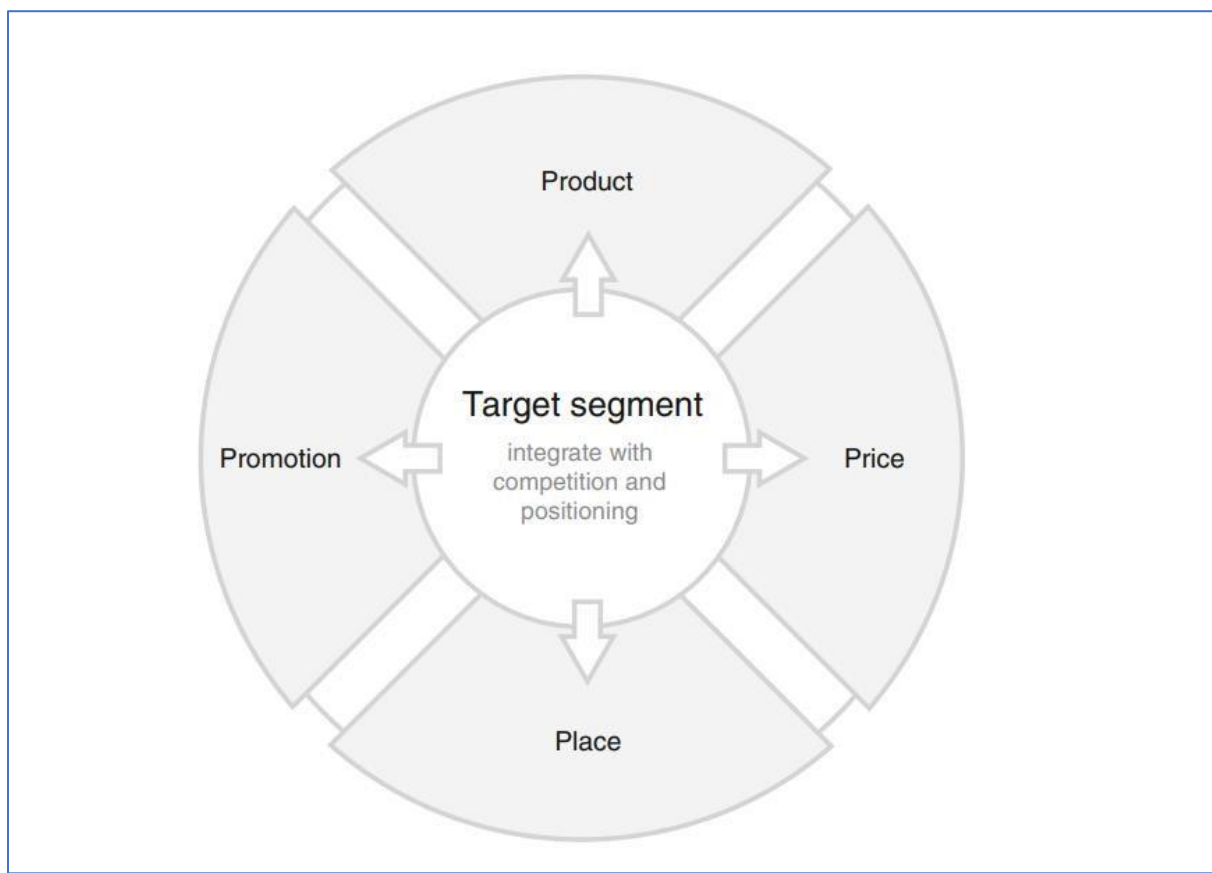 Product
Target segment
integrate with
competition and
positioning
Promotion
Price
Place